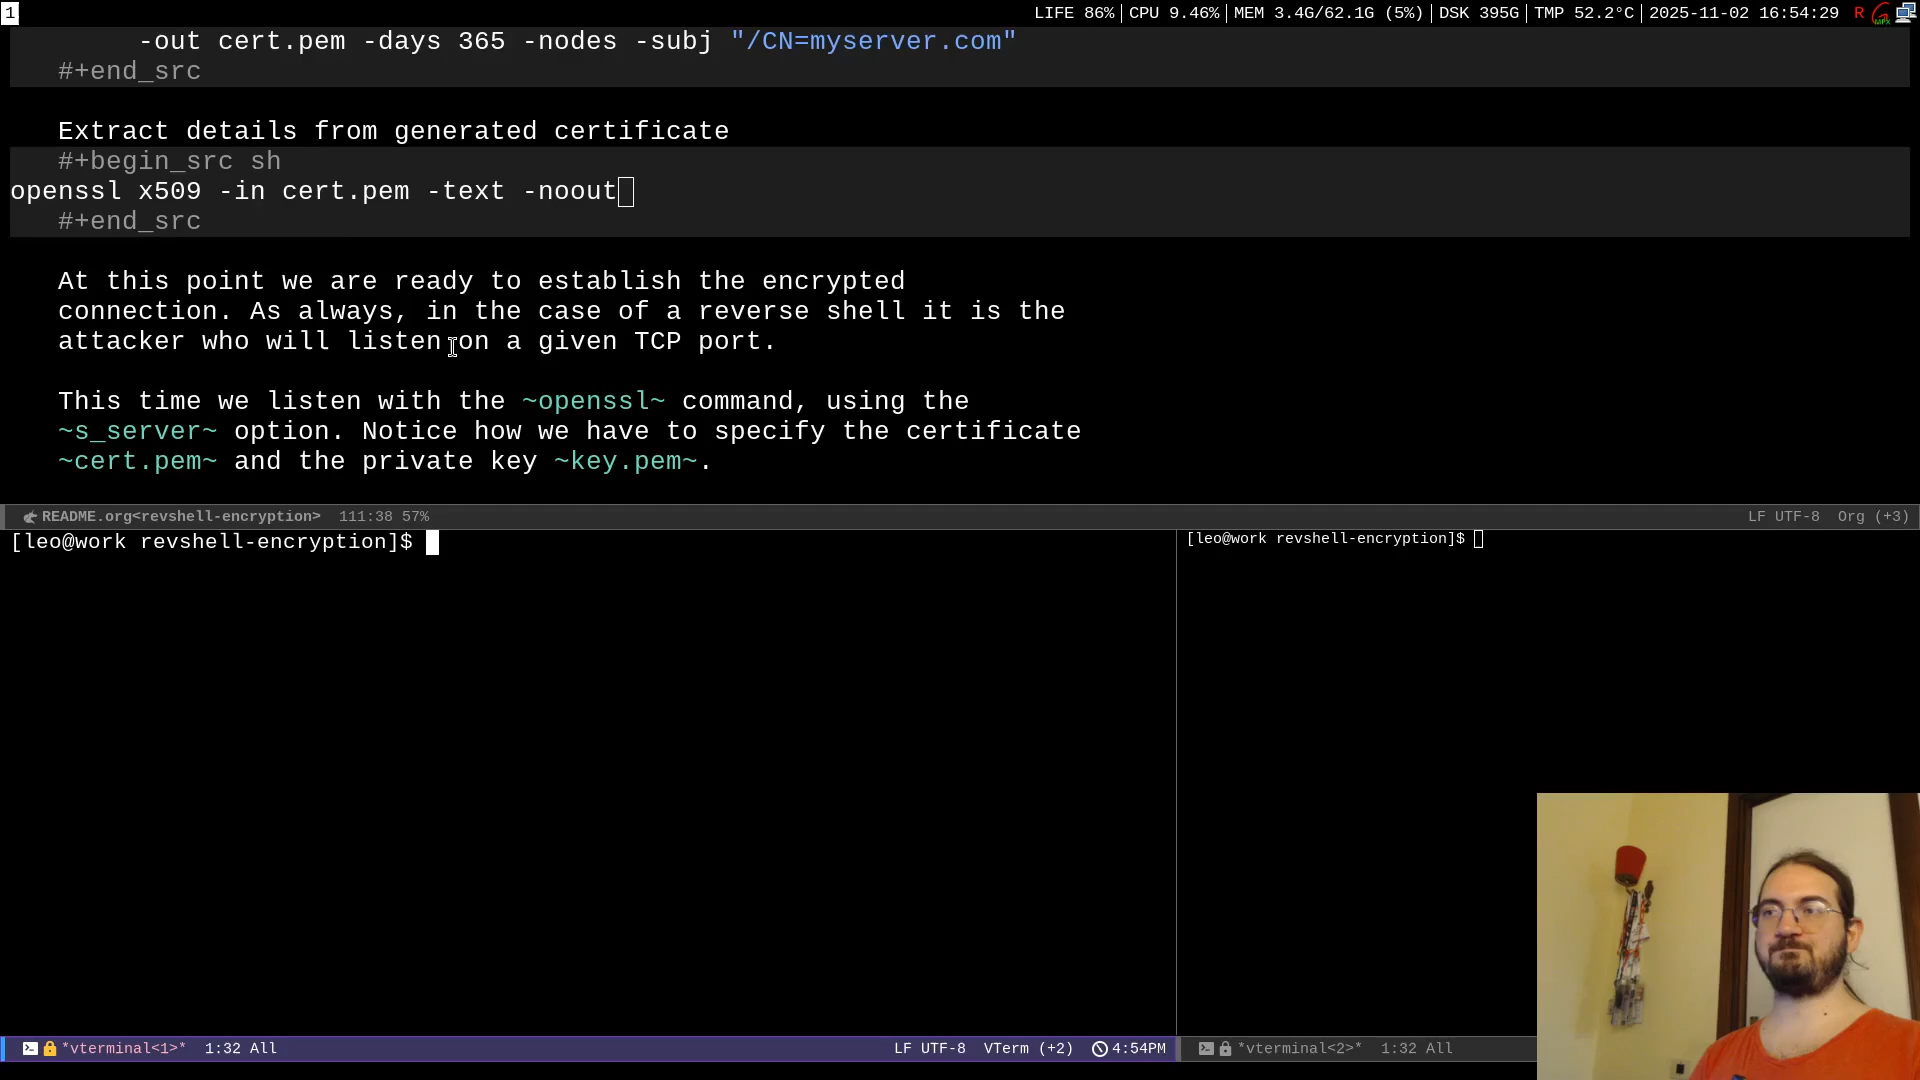 1
LIFE 86% CPU 9.46% MEM 3.4G/62.1G (5%) DSK 395G TMP 52.2°C 2025-11-02 16:54:29 R
-out cert.pem -days 365 -nodes -subj "/CN=myserver.com"
#+end_src
Extract details from generated certificate
#+begin_src sh
openssl x509 -in cert.pem -text -noout
#+end_src
At this point we are ready to establish the encrypted
connection. As always, in the case of a reverse shell it is the
attacker who will listen on a given TCP port.
This time we listen with the ~openssl~ command, using the
~s_server~ option. Notice how we have to specify the certificate
~cert.pem~ and the private key ~key.pem~.
README.org<revshell-encryption> 111:38 57% LF UTF-8 Org (+3)
[leo@work revshell-encryption]$
[leo@work revshell-encryption]$
*vterminal<1>* 1:32 All LF UTF-8 VTerm (+2) 4:54PM
*vterminal<2>* 1:32 All